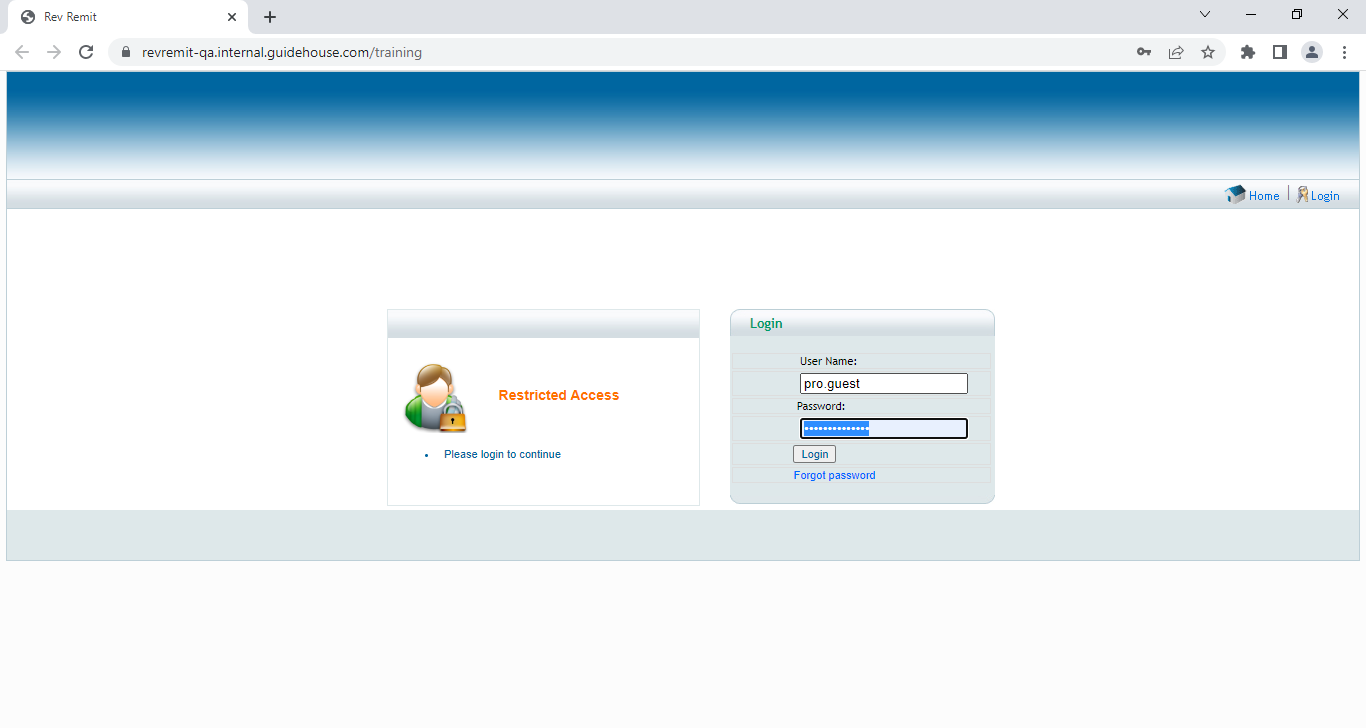 Rev Remit
revremit-qa.internal.guidehouse.com/training
Home
Login
Restricted Access
Please login to continue
Login
User Name:
pro.guest
Password:
••••••••••••••
Login
Forgot password